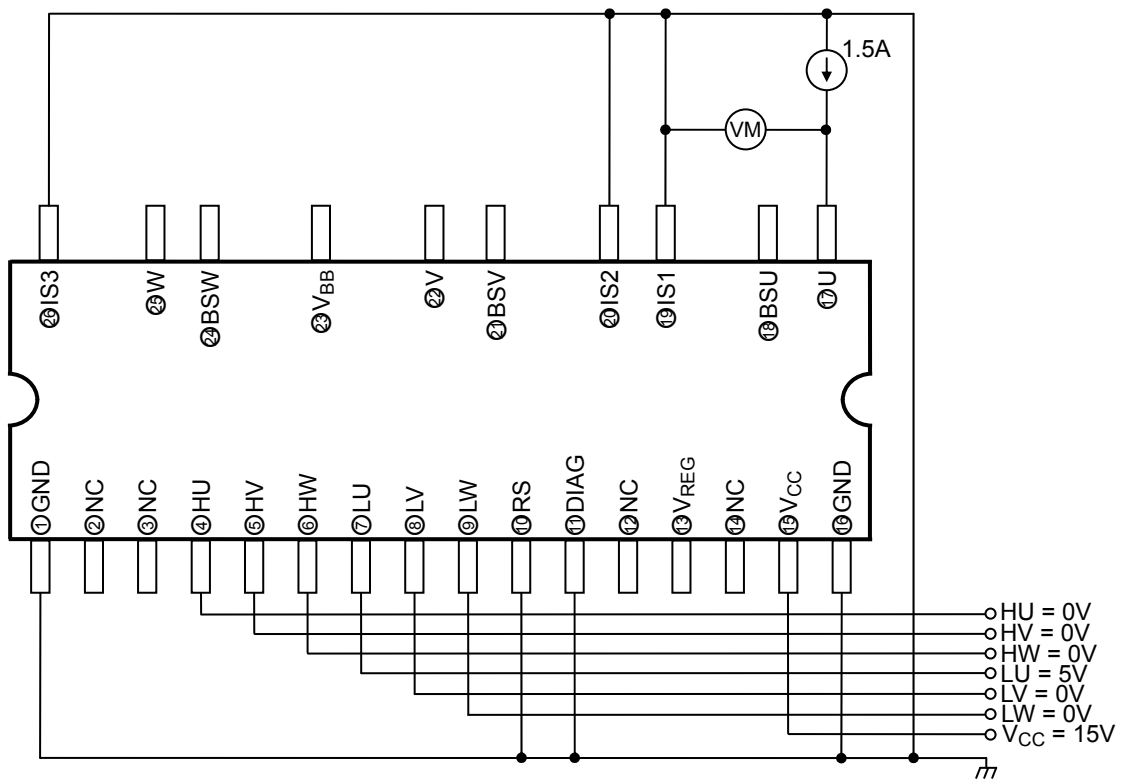 1.5A
VM
㉖IS3
㉕W
㉔BSW
㉓VBB
㉒V
㉑BSV
⑳IS2
⑲IS1
⑱BSU
⑰U
①GND
②NC
③NC
④HU
⑤HV
⑥HW
⑦LU
⑧LV
⑨LW
⑩RS
⑪DIAG
⑫NC
⑬VREG
⑭NC
⑮VCC
⑯GND
HU = 0V
HV = 0V
HW = 0V
LU = 5V
LV = 0V
LW = 0V
VCC = 15V